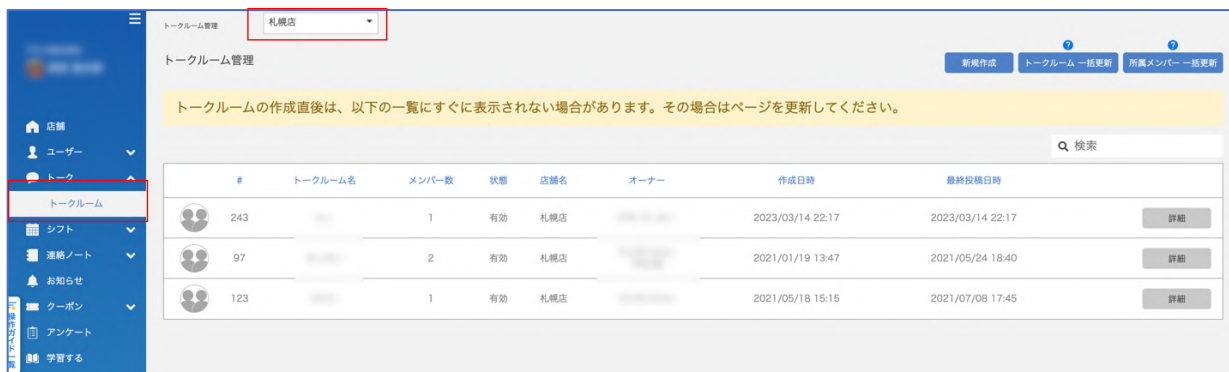 トークルーム管理
札幌店
トークルーム管理
新規作成
トークルーム 一括更新
所属メンバー 一括更新
トークルームの作成直後は、以下の一覧にすぐに表示されない場合があります。その場合はページを更新してください。
検索
店舗
ユーザー
トーク
トークルーム
シフト
連絡ノート
お知らせ
クーポン
アンケート
学習する
操作ガイド一覧
# トークルーム名 メンバー数 状態 店舗名 オーナー 作成日時 最終投稿日時
243 1 有効 札幌店 2023/03/14 22:17 2023/03/14 22:17 詳細
97 2 有効 札幌店 2021/01/19 13:47 2021/05/24 18:40 詳細
123 1 有効 札幌店 2021/05/18 15:15 2021/07/08 17:45 詳細